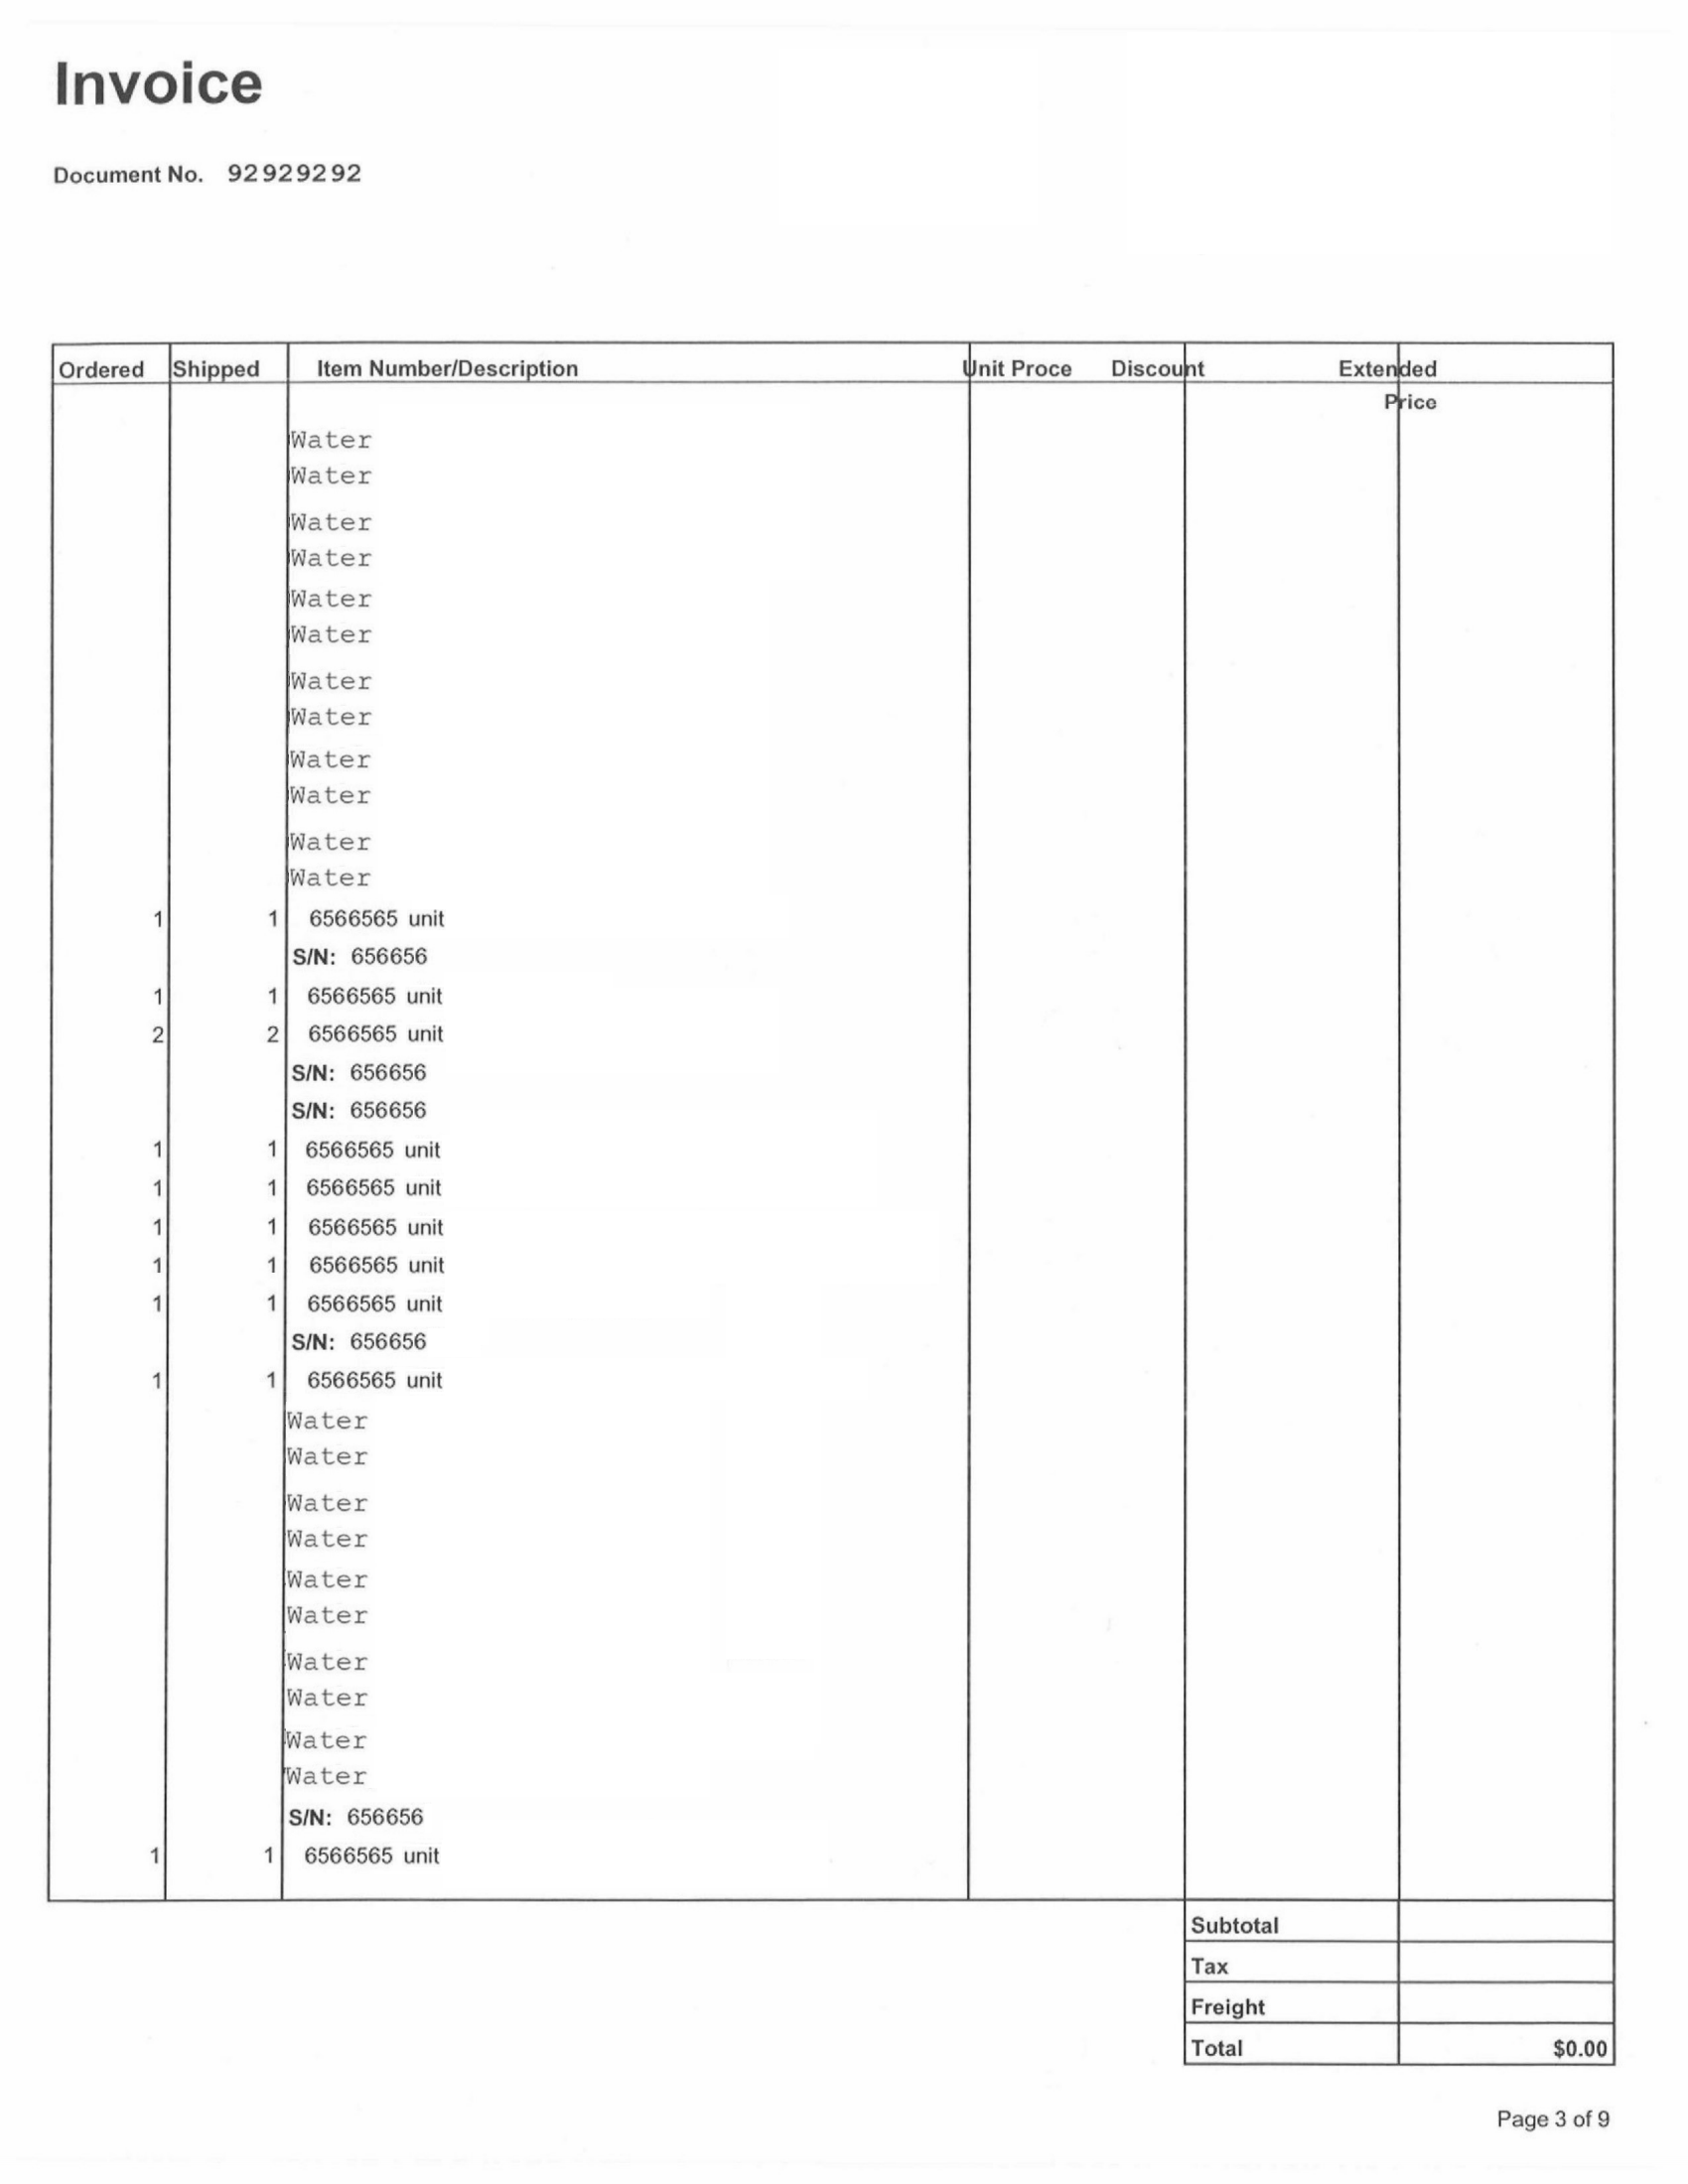 Invoice
Document No. 92929292
Ordered Shipped Item Number/Description Unit Proce Discount Extended
Price
Water
Water
Water
Water
Water
Water
Water
Water
Water
Water
Water
Water
1 1 6566565 unit
S/N: 656656
1 1 6566565 unit
2 2 6566565 unit
S/N: 656656
S/N: 656656
1 1 6566565 unit
1 1 6566565 unit
1 1 6566565 unit
1 1 6566565 unit
1 1 6566565 unit
S/N: 656656
1 1 6566565 unit
Water
Water
Water
Water
Water
Water
Water
Water
Water
Water
S/N: 656656
1 1 6566565 unit
Subtotal
Tax
Freight
Total $0.00
Page 3 of 9